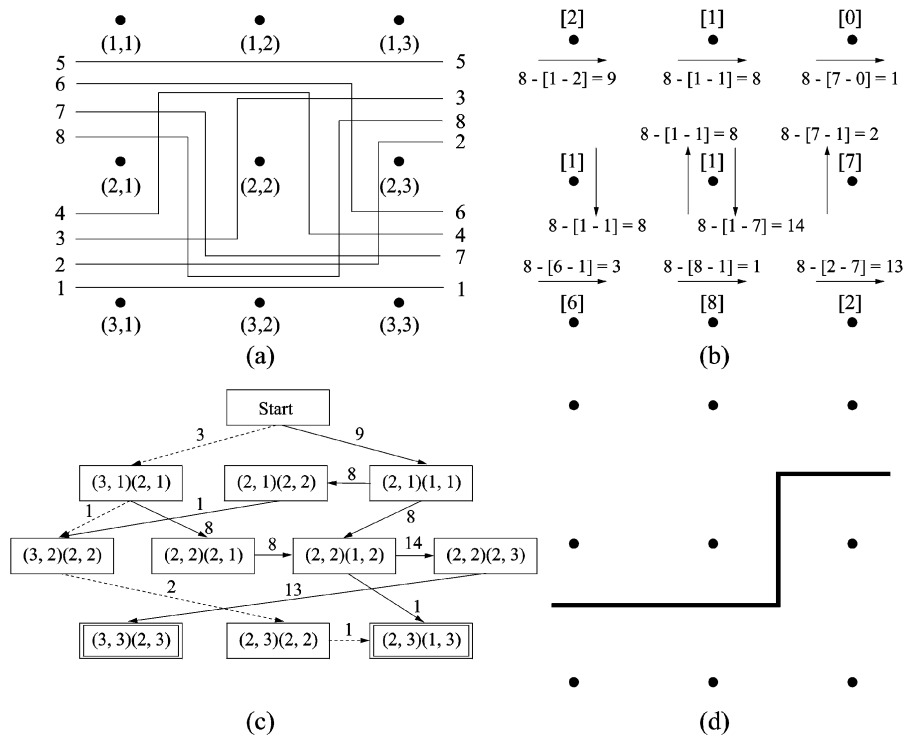 (1,1) (1,2) (1,3)
5 5
6 3
7 8
8 2
(2,1) (2,2) (2,3)
4 6
3 4
2 7
1 1
(3,1) (3,2) (3,3)
(a)
[2] [1] [0]
8 - [1 - 2] = 9 8 - [1 - 1] = 8 8 - [7 - 0] = 1
8 - [1 - 1] = 8 8 - [7 - 1] = 2
[1] [1] [7]
8 - [1 - 1] = 8 8 - [1 - 7] = 14
8 - [6 - 1] = 3 8 - [8 - 1] = 1 8 - [2 - 7] = 13
[6] [8] [2]
(b)
Start
3 9
(3, 1)(2, 1) (2, 1)(2, 2) 8 (2, 1)(1, 1)
1 8 1 8
(3, 2)(2, 2) (2, 2)(2, 1) 8 (2, 2)(1, 2) 14 (2, 2)(2, 3)
2 13 1
(3, 3)(2, 3) (2, 3)(2, 2) 1 (2, 3)(1, 3)
(c)
(d)